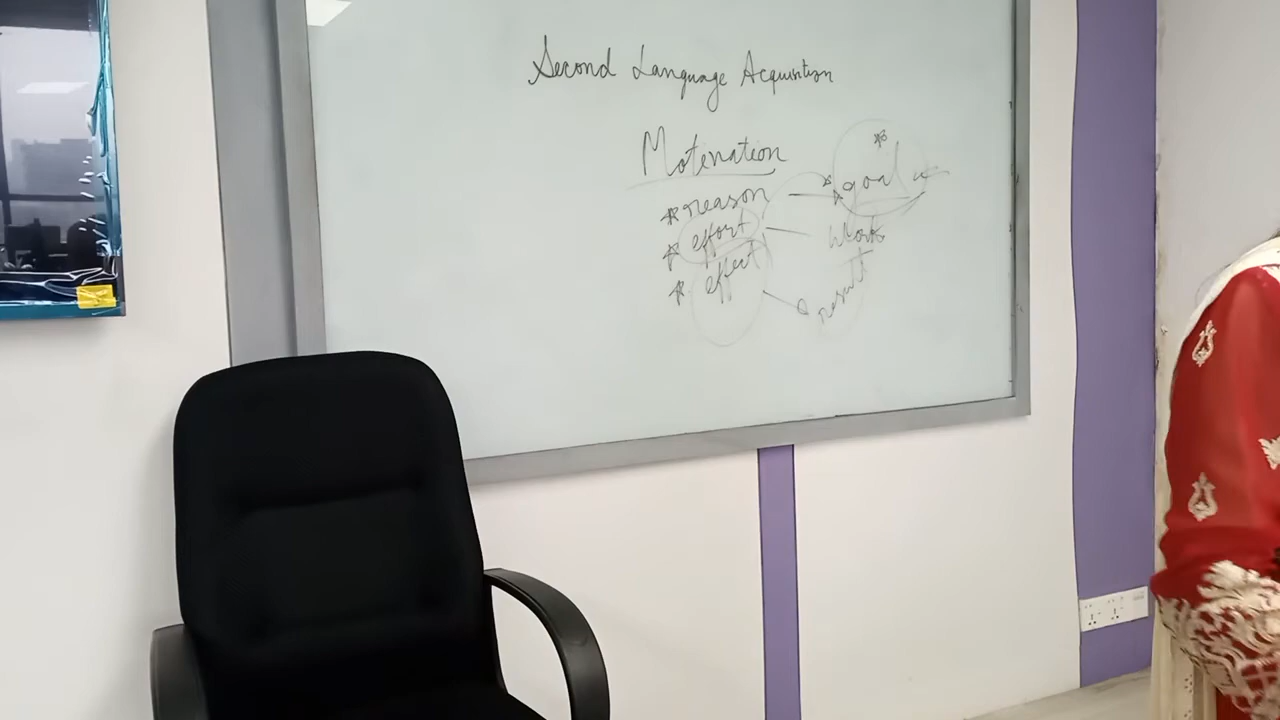 Second Language Acquisition
Motivation
* reason — * goal
* effort — Work
* effect — result